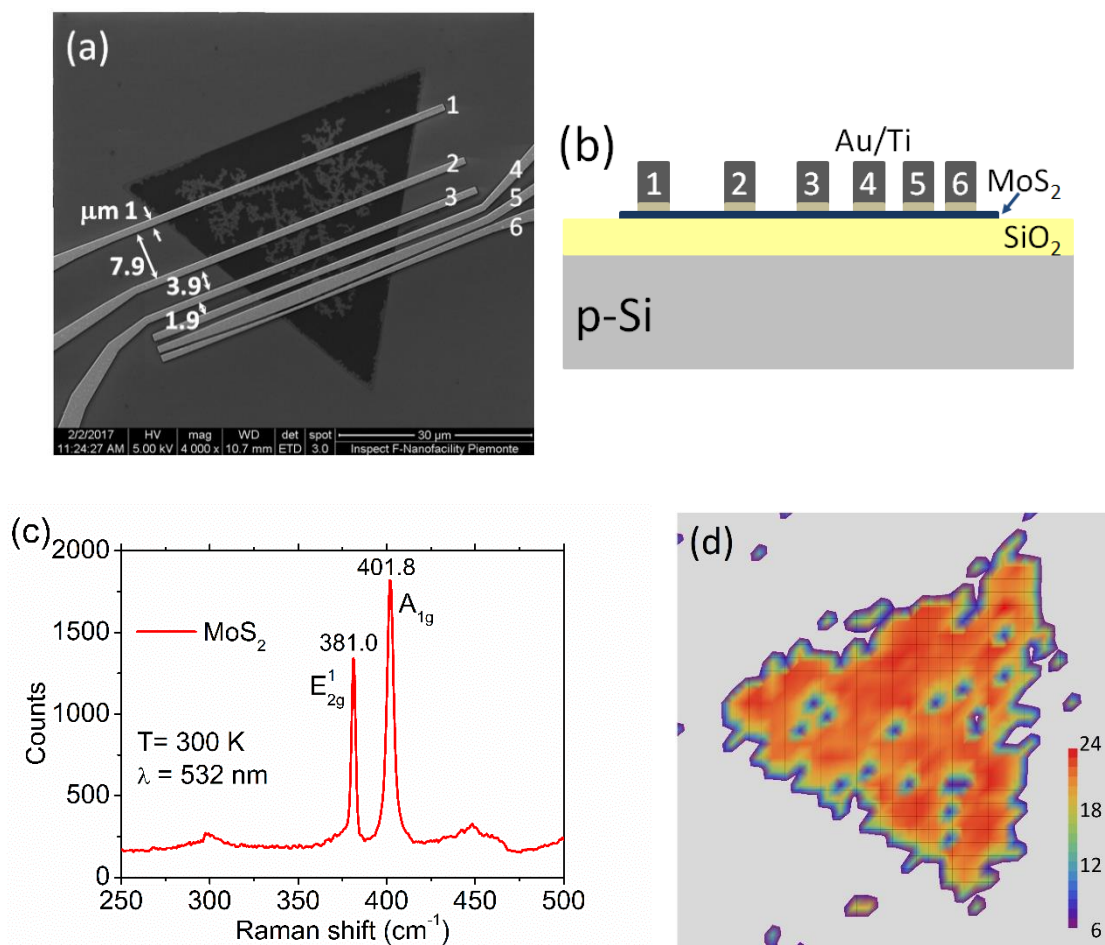 (a)
1
2
3
4
5
6
μm 1
7.9
3.9
1.9
2/2/2017 HV mag WD det spot 30 μm
11:24:27 AM 5.00 kV 4 000 x 10.7 mm ETD 3.0 Inspect F-Nanofacility Piemonte
(b)
Au/Ti
1 2 3 4 5 6
MoS2
SiO2
p-Si
(c)
2000
1500
1000
500
0
Counts
401.8
A1g
MoS2
381.0
E12g
T= 300 K
λ = 532 nm
250 300 350 400 450 500
Raman shift (cm-1)
(d)
24
18
12
6